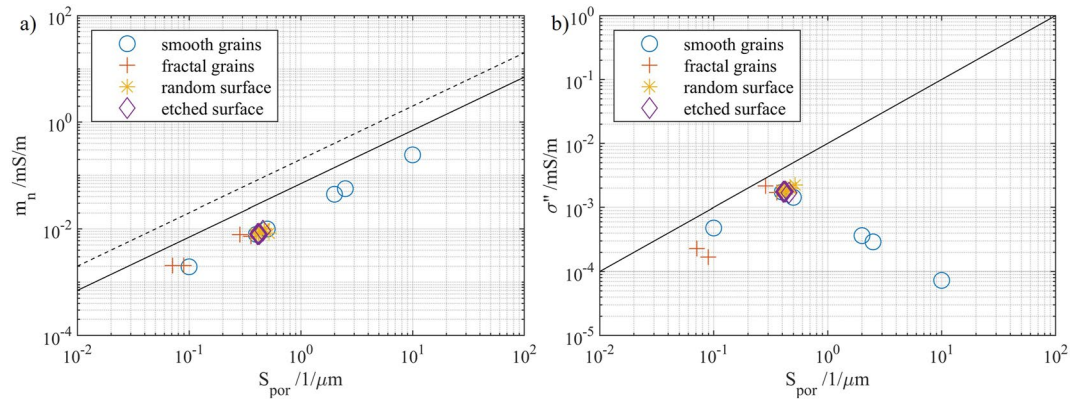 a)
10^2
10^0
10^-2
10^-4
m_n /mS/m
smooth grains
fractal grains
random surface
etched surface
10^-2 10^-1 10^0 10^1 10^2
S_por /1/μm
b)
10^0
10^-1
10^-2
10^-3
10^-4
10^-5
σ" /mS/m
smooth grains
fractal grains
random surface
etched surface
10^-2 10^-1 10^0 10^1 10^2
S_por /1/μm